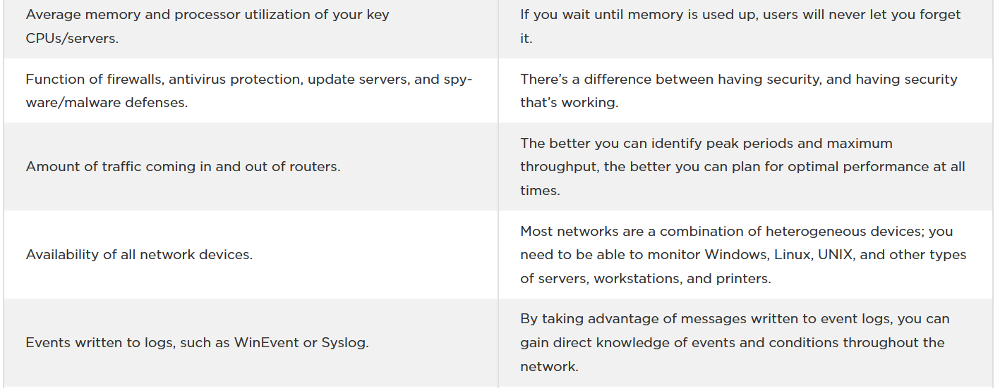 Average memory and processor utilization of your key
CPUs/servers.
If you wait until memory is used up, users will never let you forget
it.
Function of firewalls, antivirus protection, update servers, and spy-
ware/malware defenses.
There’s a difference between having security, and having security
that’s working.
Amount of traffic coming in and out of routers.
The better you can identify peak periods and maximum
throughput, the better you can plan for optimal performance at all
times.
Availability of all network devices.
Most networks are a combination of heterogeneous devices; you
need to be able to monitor Windows, Linux, UNIX, and other types
of servers, workstations, and printers.
Events written to logs, such as WinEvent or Syslog.
By taking advantage of messages written to event logs, you can
gain direct knowledge of events and conditions throughout the
network.